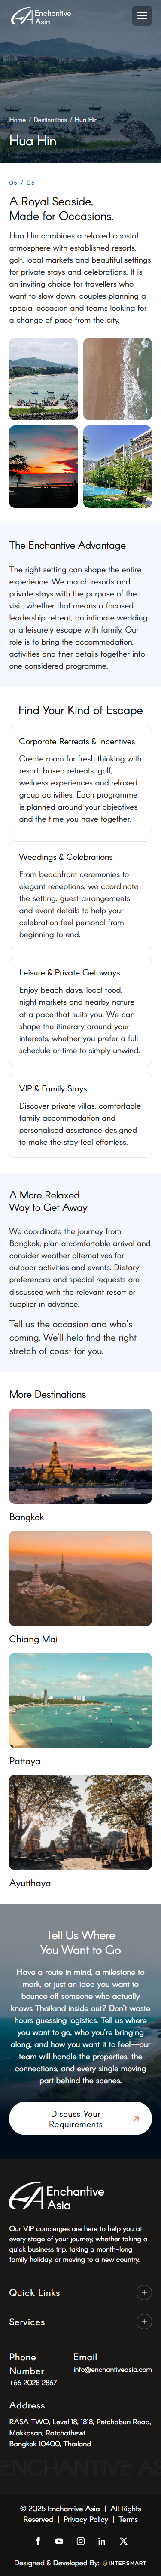 Enchantive
Asia
Home / Destinations / Hua Hin
Hua Hin
05 / 05
A Royal Seaside,
Made for Occasions.
Hua Hin combines a relaxed coastal
atmosphere with established resorts,
golf, local markets and beautiful settings
for private stays and celebrations. It is
an inviting choice for travellers who
want to slow down, couples planning a
special occasion and teams looking for
a change of pace from the city.
The Enchantive Advantage
The right setting can shape the entire
experience. We match resorts and
private stays with the purpose of the
visit, whether that means a focused
leadership retreat, an intimate wedding
or a leisurely escape with family. Our
role is to bring the accommodation,
activities and finer details together into
one considered programme.
Find Your Kind of Escape
Corporate Retreats & Incentives
Create room for fresh thinking with
resort-based retreats, golf,
wellness experiences and relaxed
group activities. Each programme
is planned around your objectives
and the time you have together.
Weddings & Celebrations
From beachfront ceremonies to
elegant receptions, we coordinate
the setting, guest arrangements
and event details to help your
celebration feel personal from
beginning to end.
Leisure & Private Getaways
Enjoy beach days, local food,
night markets and nearby nature
at a pace that suits you. We can
shape the itinerary around your
interests, whether you prefer a full
schedule or time to simply unwind.
VIP & Family Stays
Discover private villas, comfortable
family accommodation and
personalised assistance designed
to make the stay feel effortless.
A More Relaxed
Way to Get Away
We coordinate the journey from
Bangkok, plan a comfortable arrival and
consider weather alternatives for
outdoor activities and events. Dietary
preferences and special requests are
discussed with the relevant resort or
supplier in advance.
Tell us the occasion and who's
coming. We'll help find the right
stretch of coast for you.
More Destinations
Bangkok
Chiang Mai
Pattaya
Ayutthaya
Tell Us Where
You Want to Go
Have a route in mind, a milestone to
mark, or just an idea you want to
bounce off someone who actually
knows Thailand inside out? Don't waste
hours guessing logistics. Tell us where
you want to go, who you're bringing
along, and how you want it to feel—our
team will handle the properties, the
connections, and every single moving
part behind the scenes.
Discuss Your
Requirements
Enchantive
Asia
Our VIP concierges are here to help you at
every stage of your journey, whether taking a
quick business trip, taking a month-long
family holiday, or moving to a new country.
Quick Links
Services
Phone
Number
+66 2028 2867
Email
info@enchantiveasia.com
Address
RASA TWO, Level 18, 1818, Petchaburi Road,
Makkasan, Ratchathewi
Bangkok 10400, Thailand
ENCHANTIVE AS
© 2025 Enchantive Asia | All Rights
Reserved | Privacy Policy | Terms
Designed & Developed By: INTERSMART